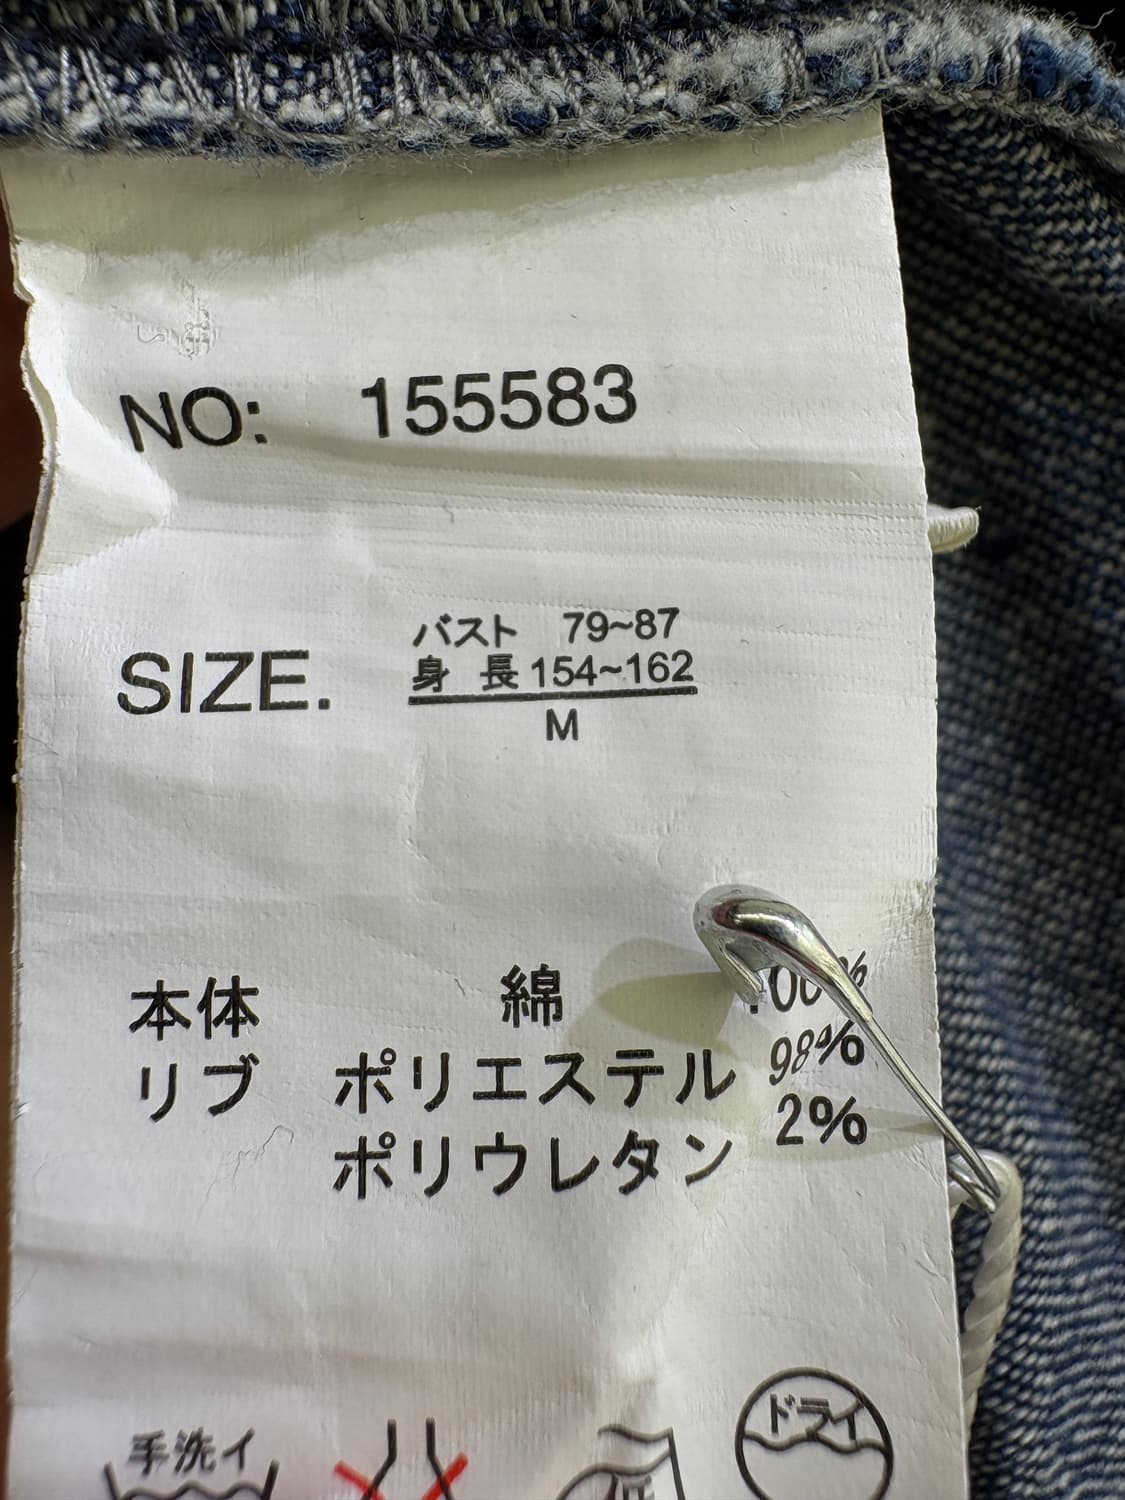 NO: 155583
バスト 79~87
SIZE. 身長 154~162
M
本体 綿 100%
リブ ポリエステル 98%
ポリウレタン 2%
手洗イ ドライ